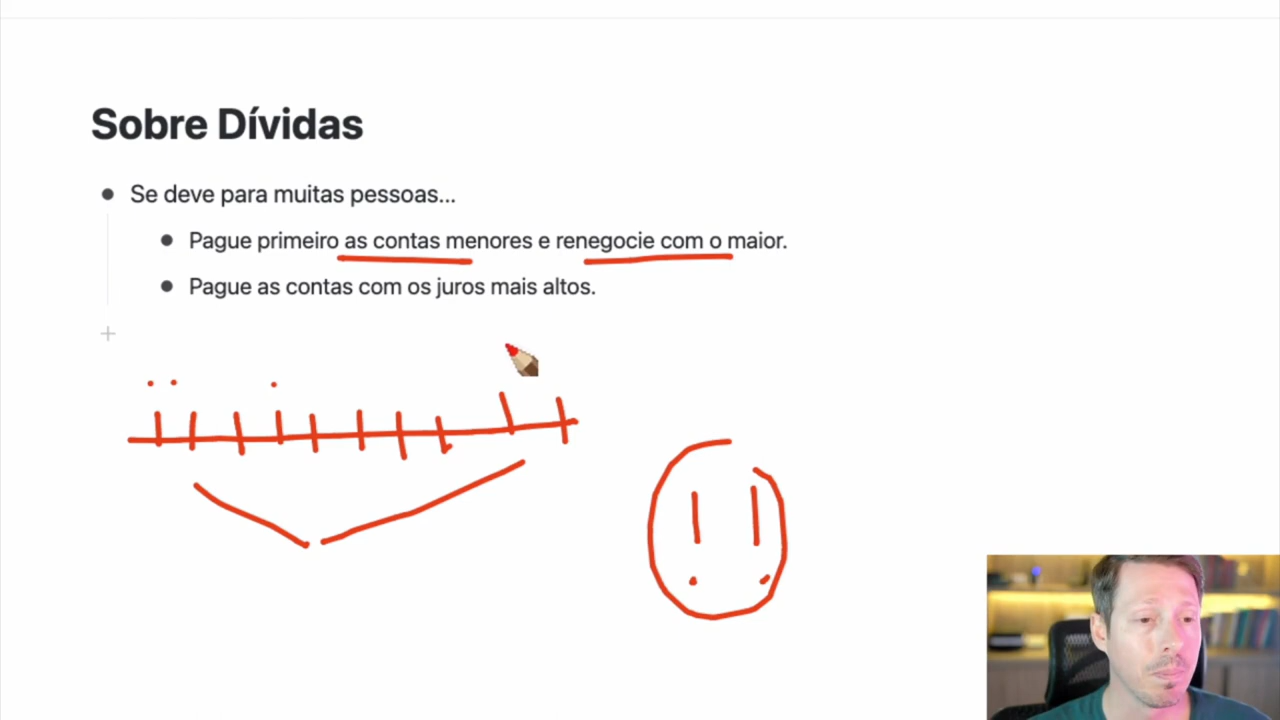 Sobre Dívidas
Se deve para muitas pessoas...
Pague primeiro as contas menores e renegocie com o maior.
Pague as contas com os juros mais altos.